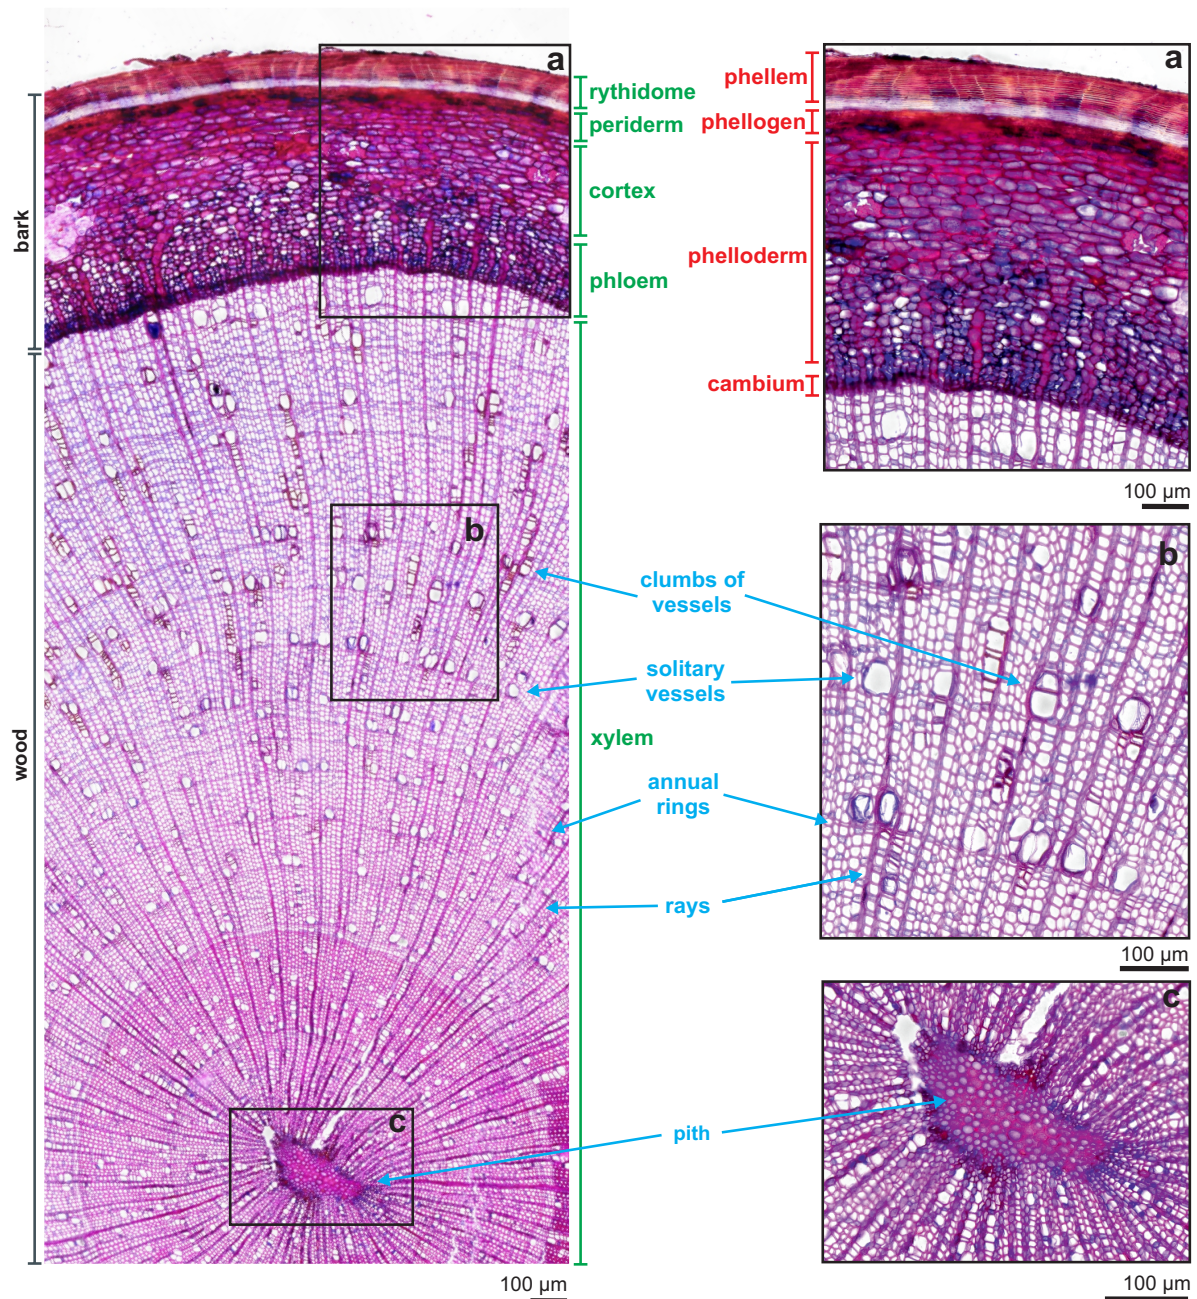 a
rythidome
periderm
cortex
phloem
bark
b
wood
xylem
c
100 µm
a
phellem
phellogen
phelloderm
cambium
100 µm
b
clumbs of
vessels
solitary
vessels
annual
rings
rays
100 µm
c
pith
100 µm